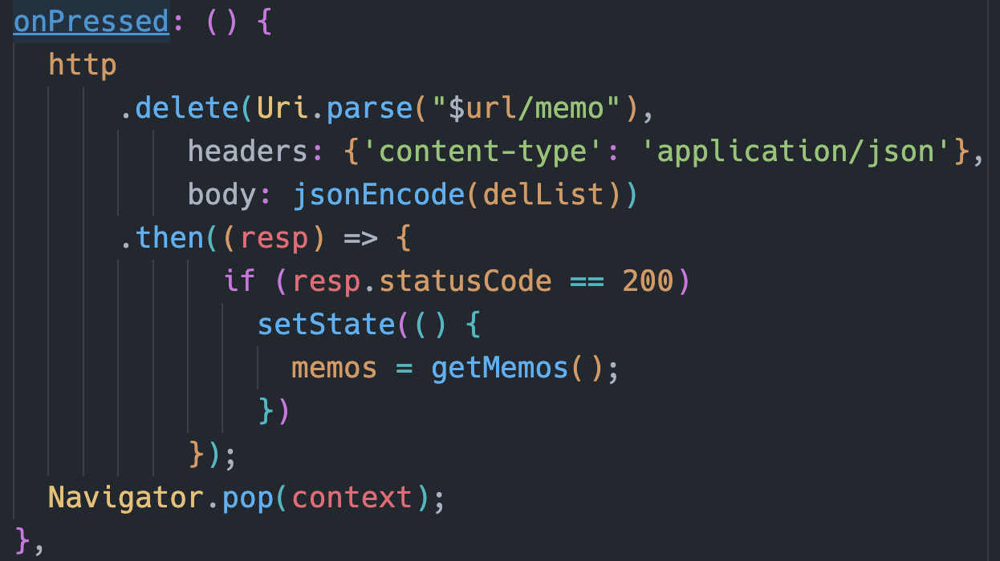 onPressed: () {
  http
      .delete(Uri.parse("$url/memo"),
          headers: {'content-type': 'application/json'},
          body: jsonEncode(delList))
      .then((resp) => {
            if (resp.statusCode == 200)
              setState(() {
                memos = getMemos();
              })
          });
  Navigator.pop(context);
},